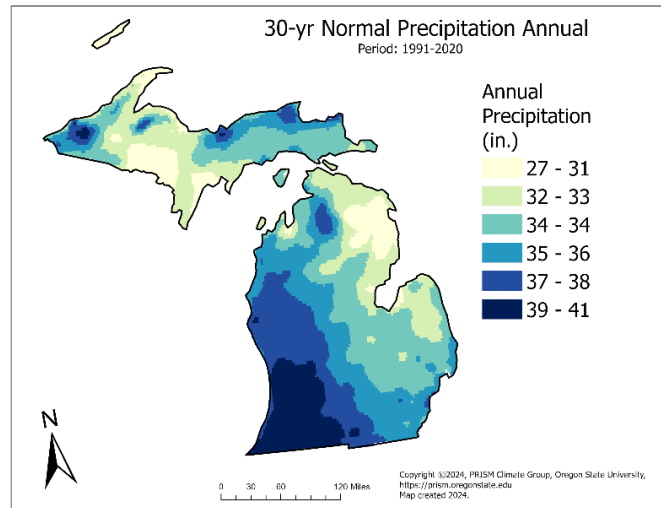 30-yr Normal Precipitation Annual
Period: 1991-2020
Annual
Precipitation
(in.)
27 - 31
32 - 33
34 - 34
35 - 36
37 - 38
39 - 41
N
0 30 60 120 Miles
Copyright ©2024, PRISM Climate Group, Oregon State University,
https://prism.oregonstate.edu
Map created 2024.